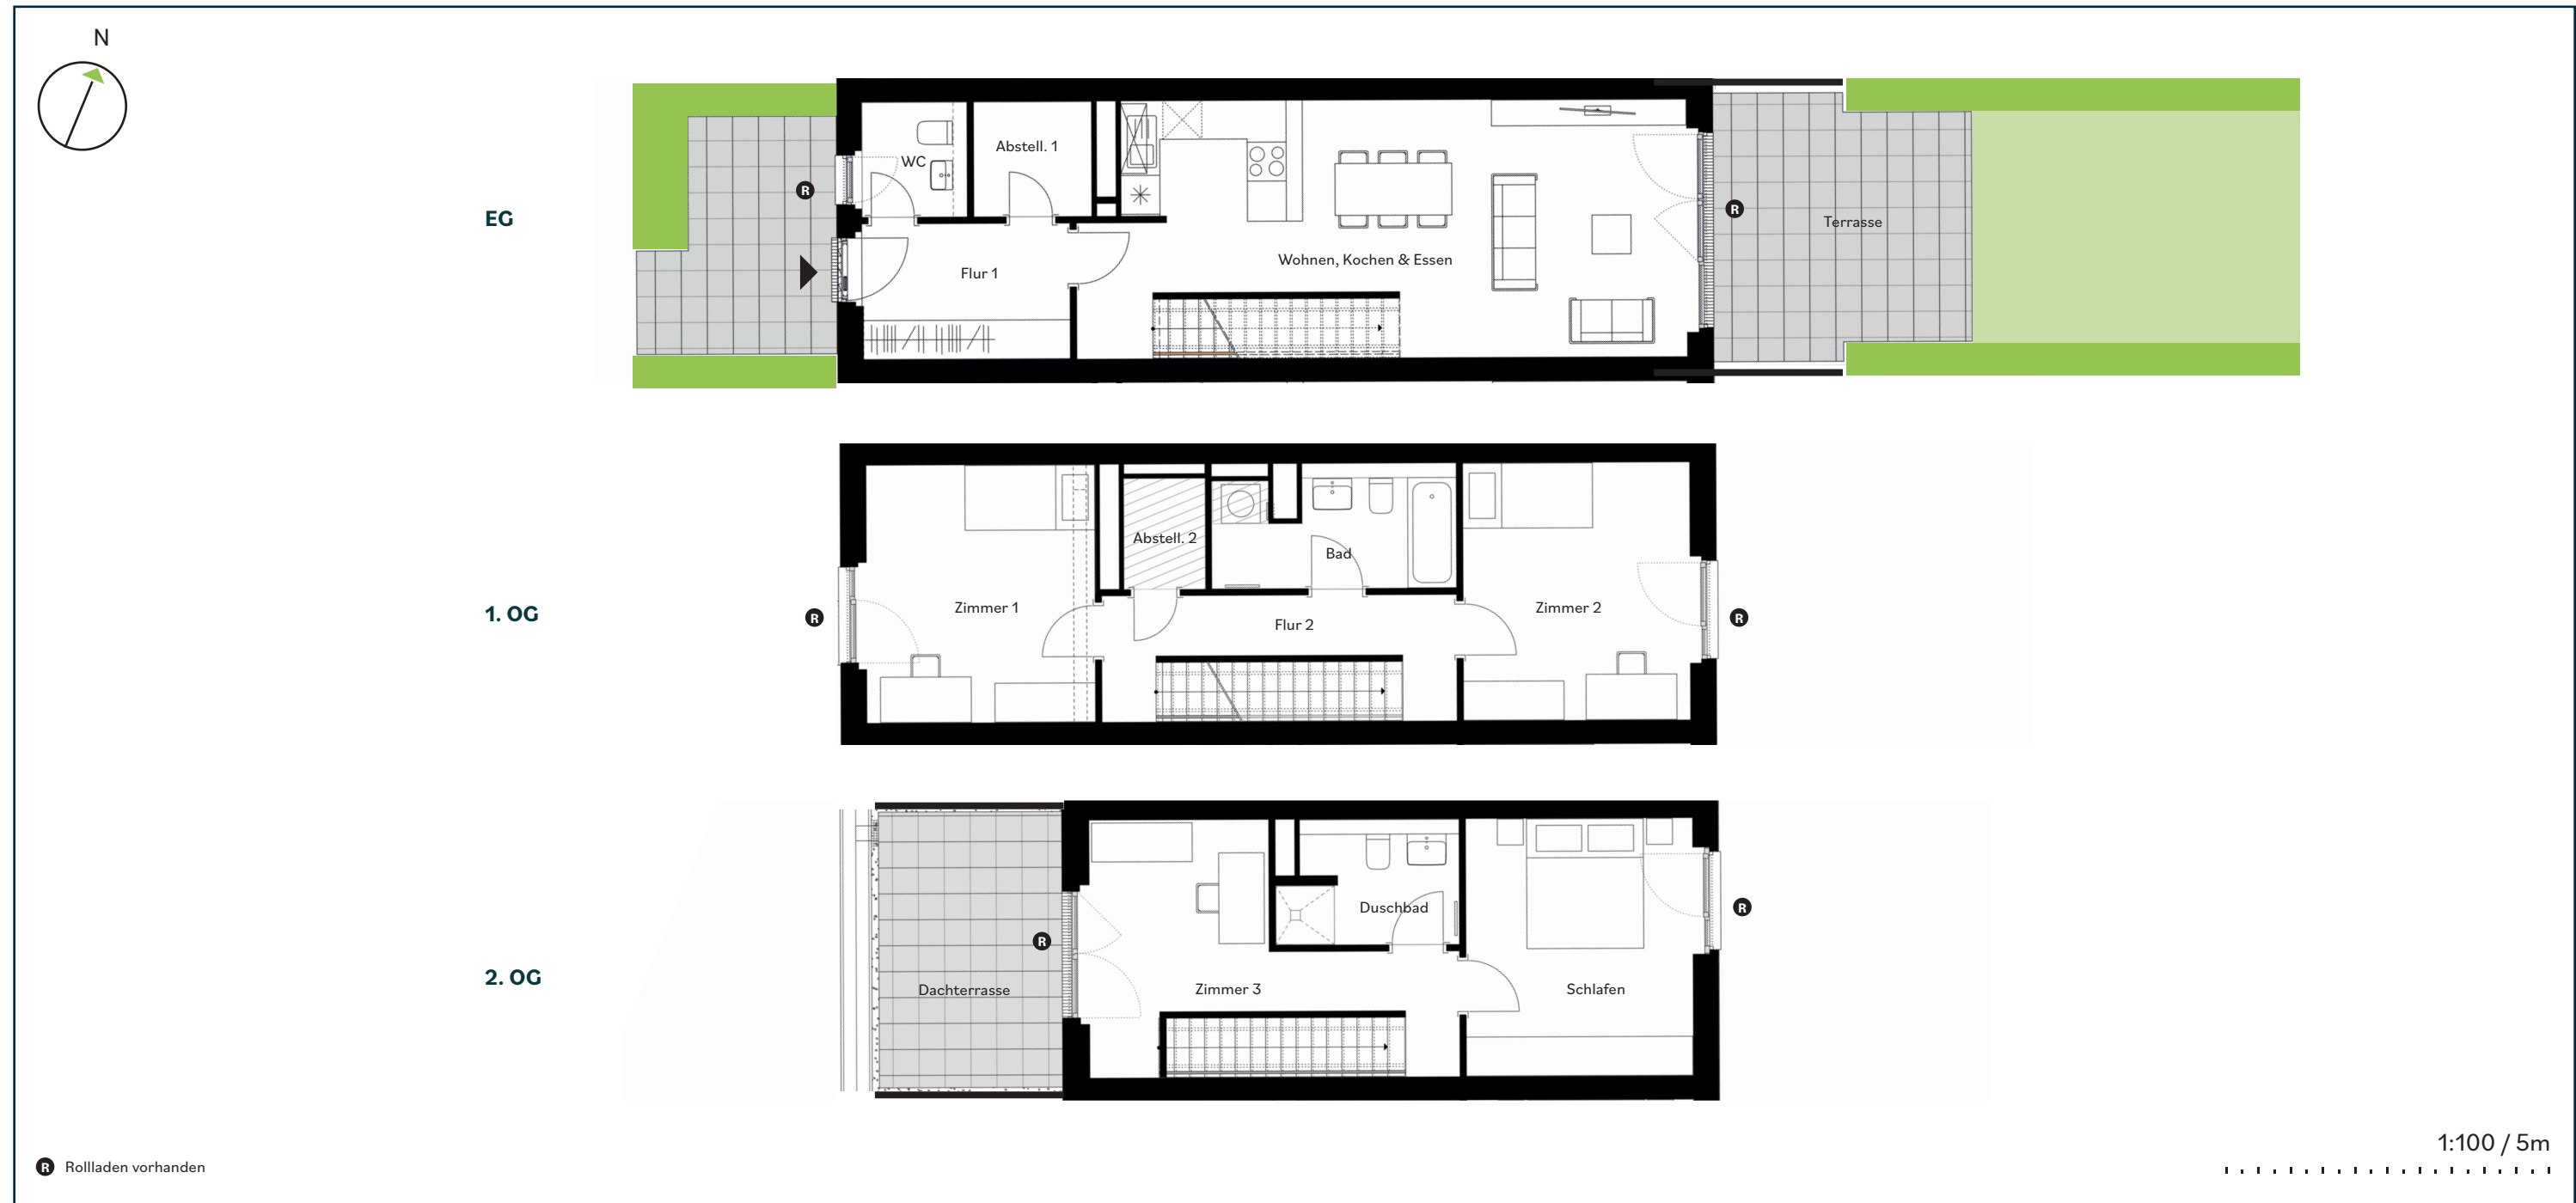 N
EG
WC
Abstell. 1
R
Flur 1
Wohnen, Kochen & Essen
R
Terrasse
1. OG
R
Zimmer 1
Abstell. 2
Bad
Flur 2
Zimmer 2
R
2. OG
Dachterrasse
R
Zimmer 3
Duschbad
Schlafen
R
R Rollladen vorhanden
1:100 / 5m